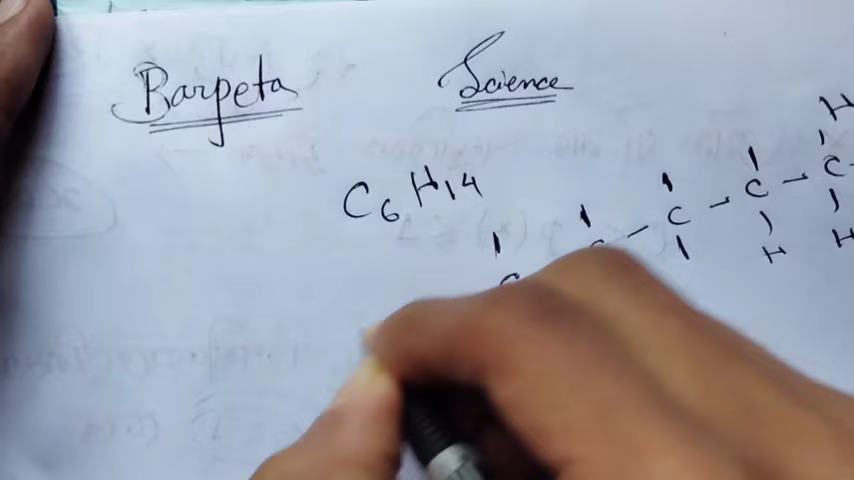 Barpeta Science
C6H14
H
C - C - C - C -
H H